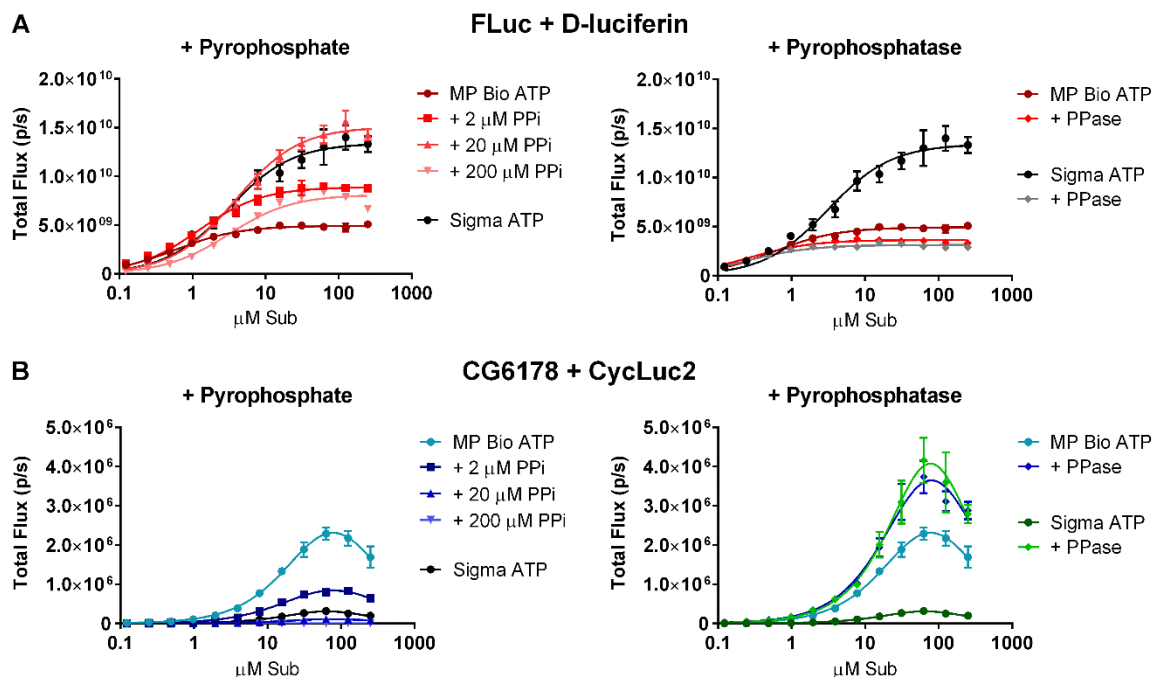 A
FLuc + D-luciferin
+ Pyrophosphate
Total Flux (p/s)
2.0×10¹⁰
1.5×10¹⁰
1.0×10¹⁰
5.0×10⁰⁹
0
0.1 1 10 100 1000
μM Sub
MP Bio ATP
+ 2 μM PPi
+ 20 μM PPi
+ 200 μM PPi
Sigma ATP
+ Pyrophosphatase
Total Flux (p/s)
2.0×10¹⁰
1.5×10¹⁰
1.0×10¹⁰
5.0×10⁰⁹
0
0.1 1 10 100 1000
μM Sub
MP Bio ATP
+ PPase
Sigma ATP
+ PPase
B
CG6178 + CycLuc2
+ Pyrophosphate
Total Flux (p/s)
5.0×10⁶
4.0×10⁶
3.0×10⁶
2.0×10⁶
1.0×10⁶
0
0.1 1 10 100 1000
μM Sub
MP Bio ATP
+ 2 μM PPi
+ 20 μM PPi
+ 200 μM PPi
Sigma ATP
+ Pyrophosphatase
Total Flux (p/s)
5.0×10⁶
4.0×10⁶
3.0×10⁶
2.0×10⁶
1.0×10⁶
0
0.1 1 10 100 1000
μM Sub
MP Bio ATP
+ PPase
Sigma ATP
+ PPase